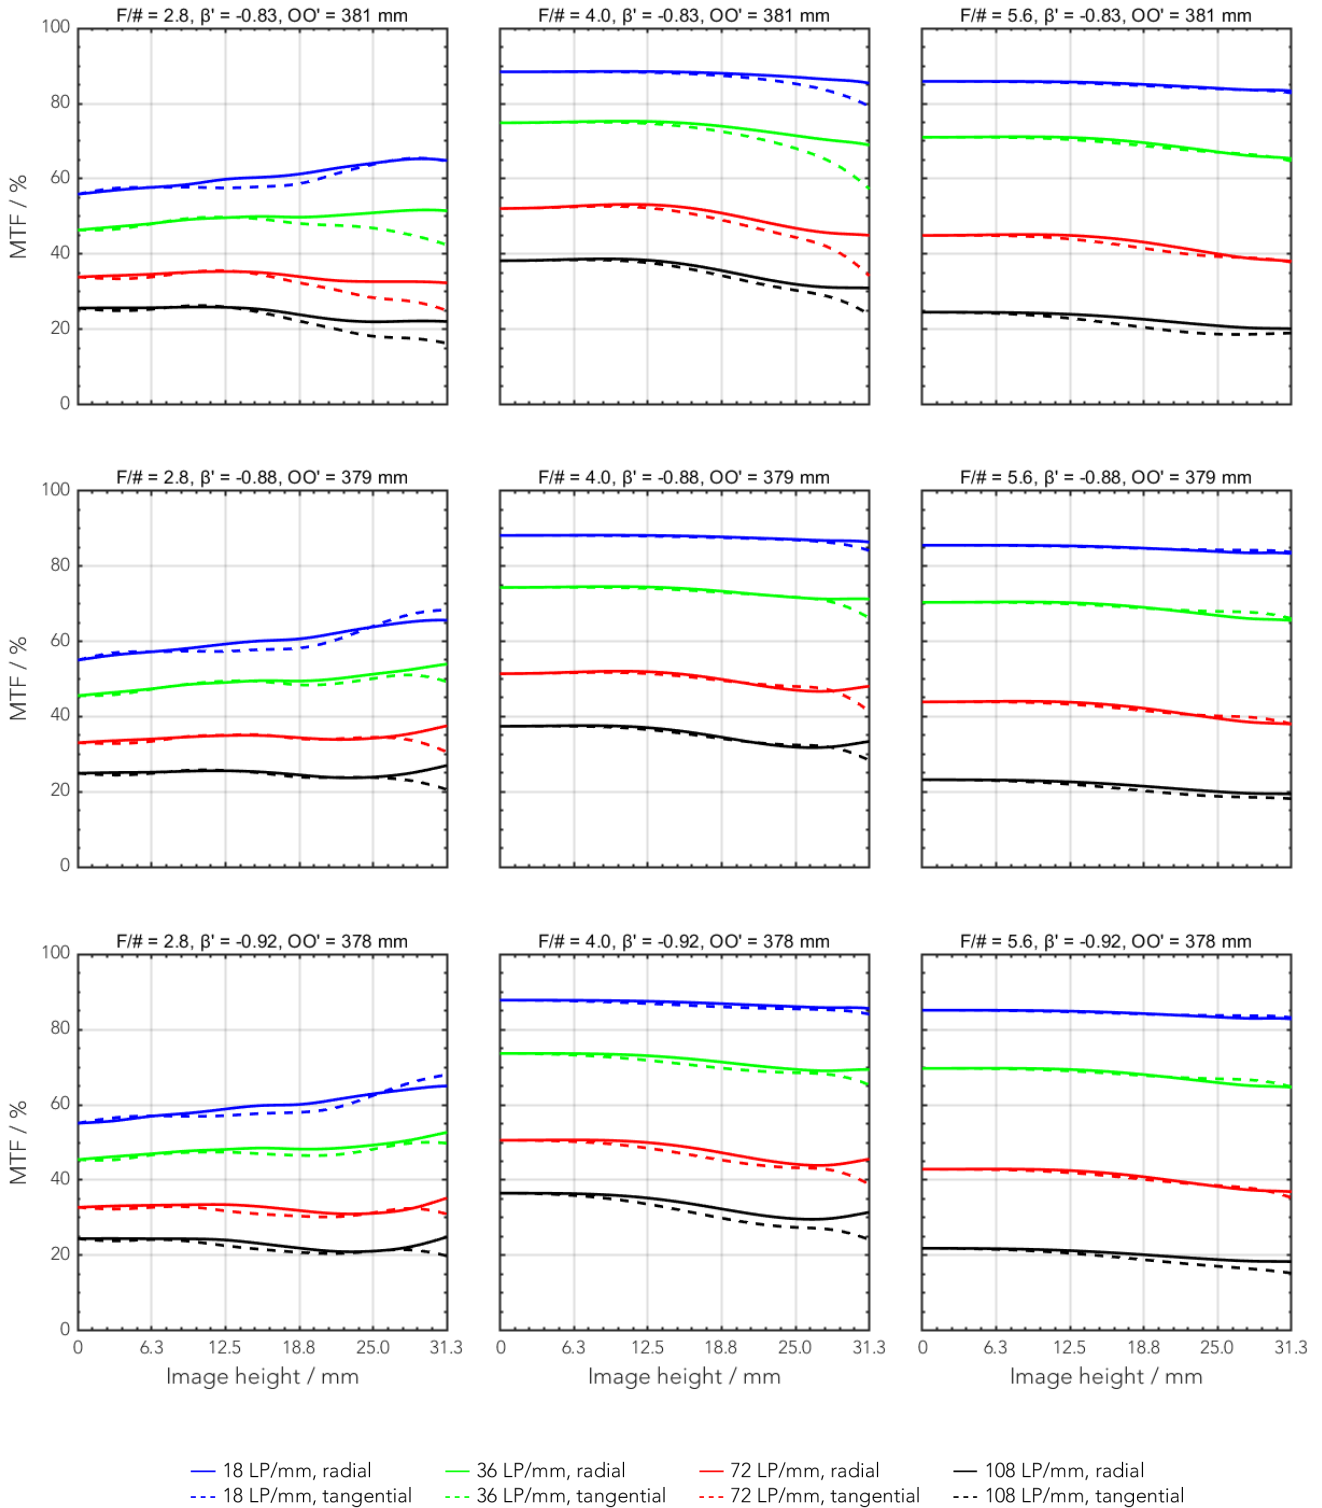 F/# = 2.8, β' = -0.83, OO' = 381 mm
F/# = 4.0, β' = -0.83, OO' = 381 mm
F/# = 5.6, β' = -0.83, OO' = 381 mm
100
80
60
40
20
0
MTF / %
F/# = 2.8, β' = -0.88, OO' = 379 mm
F/# = 4.0, β' = -0.88, OO' = 379 mm
F/# = 5.6, β' = -0.88, OO' = 379 mm
100
80
60
40
20
0
MTF / %
F/# = 2.8, β' = -0.92, OO' = 378 mm
F/# = 4.0, β' = -0.92, OO' = 378 mm
F/# = 5.6, β' = -0.92, OO' = 378 mm
100
80
60
40
20
0
MTF / %
0 6.3 12.5 18.8 25.0 31.3
0 6.3 12.5 18.8 25.0 31.3
0 6.3 12.5 18.8 25.0 31.3
Image height / mm
Image height / mm
Image height / mm
18 LP/mm, radial
36 LP/mm, radial
72 LP/mm, radial
108 LP/mm, radial
18 LP/mm, tangential
36 LP/mm, tangential
72 LP/mm, tangential
108 LP/mm, tangential